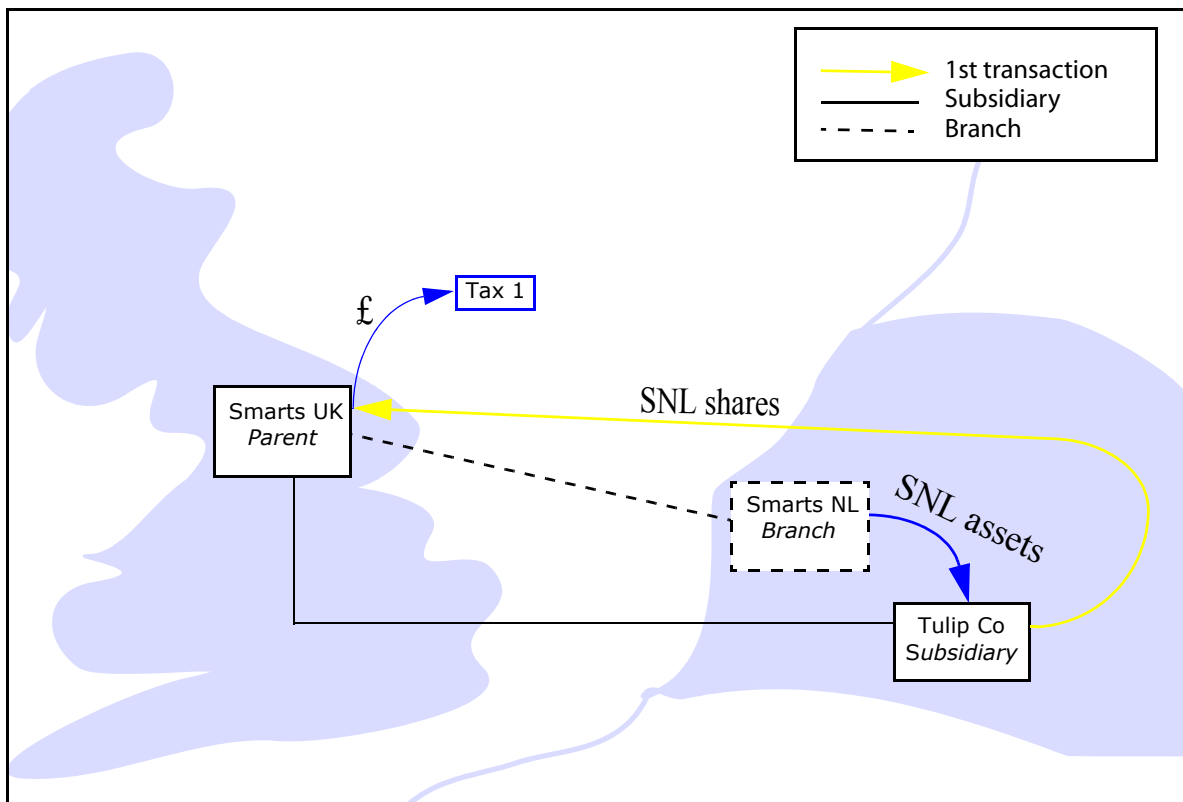 1st transaction
Subsidiary
Branch
Tax 1
£
SNL shares
Smarts UK
Parent
Smarts NL
Branch
SNL assets
Tulip Co
Subsidiary